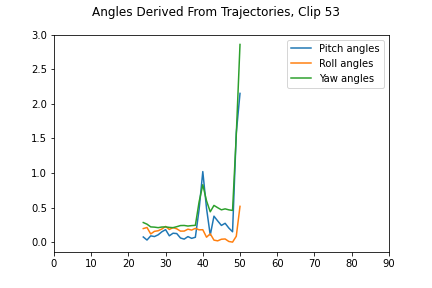 Angles Derived From Trajectories, Clip 53
3.0
2.5
2.0
1.5
1.0
0.5
0.0
0 10 20 30 40 50 60 70 80 90
Pitch angles
Roll angles
Yaw angles